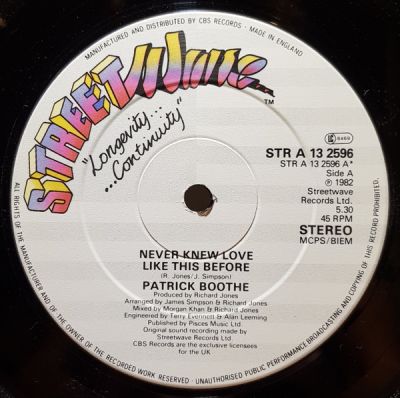 MANUFACTURED AND DISTRIBUTED BY CBS RECORDS · MADE IN ENGLAND
STREETWAVE...
TM
"Longevity...
...Continuity"
STR A 13 2596
STR A 13 2596 A*
Side A
℗ 1982
Streetwave
Records Ltd.
5.30
45 RPM
STEREO
MCPS/BIEM
NEVER KNEW LOVE
LIKE THIS BEFORE
(R. Jones/J. Simpson)
PATRICK BOOTHE
Produced by Richard Jones
Arranged by James Simpson & Richard Jones
Mixed by Morgan Khan & Richard Jones
Engineered by Terry Evennett & Alan Leeming
Published by Pisces Music Ltd
Original sound recording made by
Streetwave Records Ltd.
CBS Records are the exclusive licensees
for the UK
ALL RIGHTS OF THE MANUFACTURER AND OF THE OWNER OF THE RECORDED WORK RESERVED · UNAUTHORISED PUBLIC PERFORMANCE BROADCASTING AND COPYING OF THIS RECORD PROHIBITED.